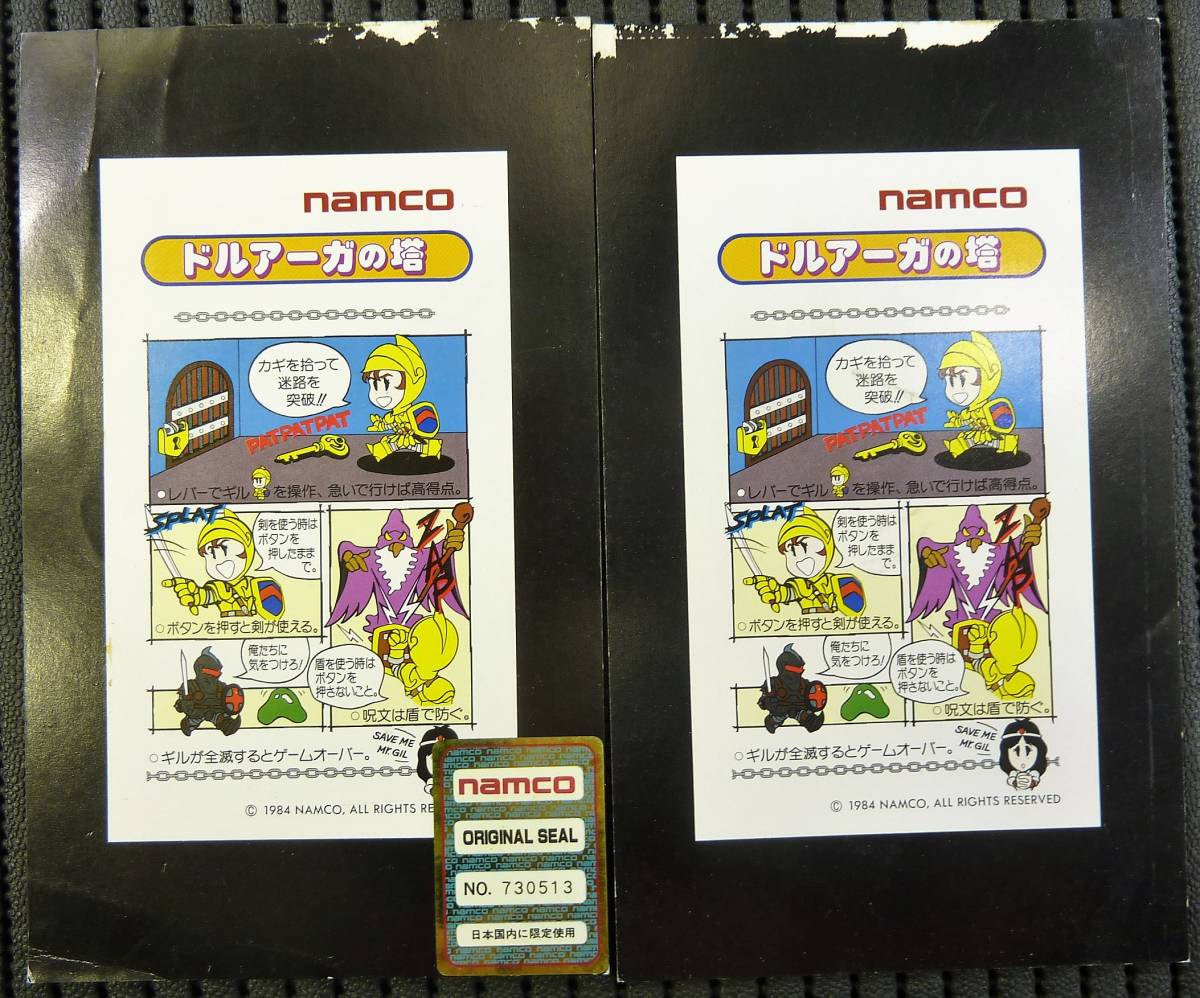 namco
ドルアーガの塔
カギを拾って
迷路を
突破!!
PATPATPAT
●レバーでギルを操作、急いで行けば高得点。
SPLAT
剣を使う時は
ボタンを
押したまま
で。
○ボタンを押すと剣が使える。
ZAP
俺たちに
気をつけろ!
盾を使う時は
ボタンを
押さないこと。
○呪文は盾で防ぐ。
○ギルが全滅するとゲームオーバー。
SAVE ME
Mr. GIL
© 1984 NAMCO, ALL RIGHTS RE
namco
ORIGINAL SEAL
NO. 730513
日本国内に限定使用
namco
ドルアーガの塔
カギを拾って
迷路を
突破!!
PATPATPAT
●レバーでギルを操作、急いで行けば高得点。
SPLAT
剣を使う時は
ボタンを
押したまま
で。
○ボタンを押すと剣が使える。
ZAP
俺たちに
気をつけろ!
盾を使う時は
ボタンを
押さないこと。
○呪文は盾で防ぐ。
○ギルが全滅するとゲームオーバー。
SAVE ME
Mr. GIL
© 1984 NAMCO, ALL RIGHTS RESERVED